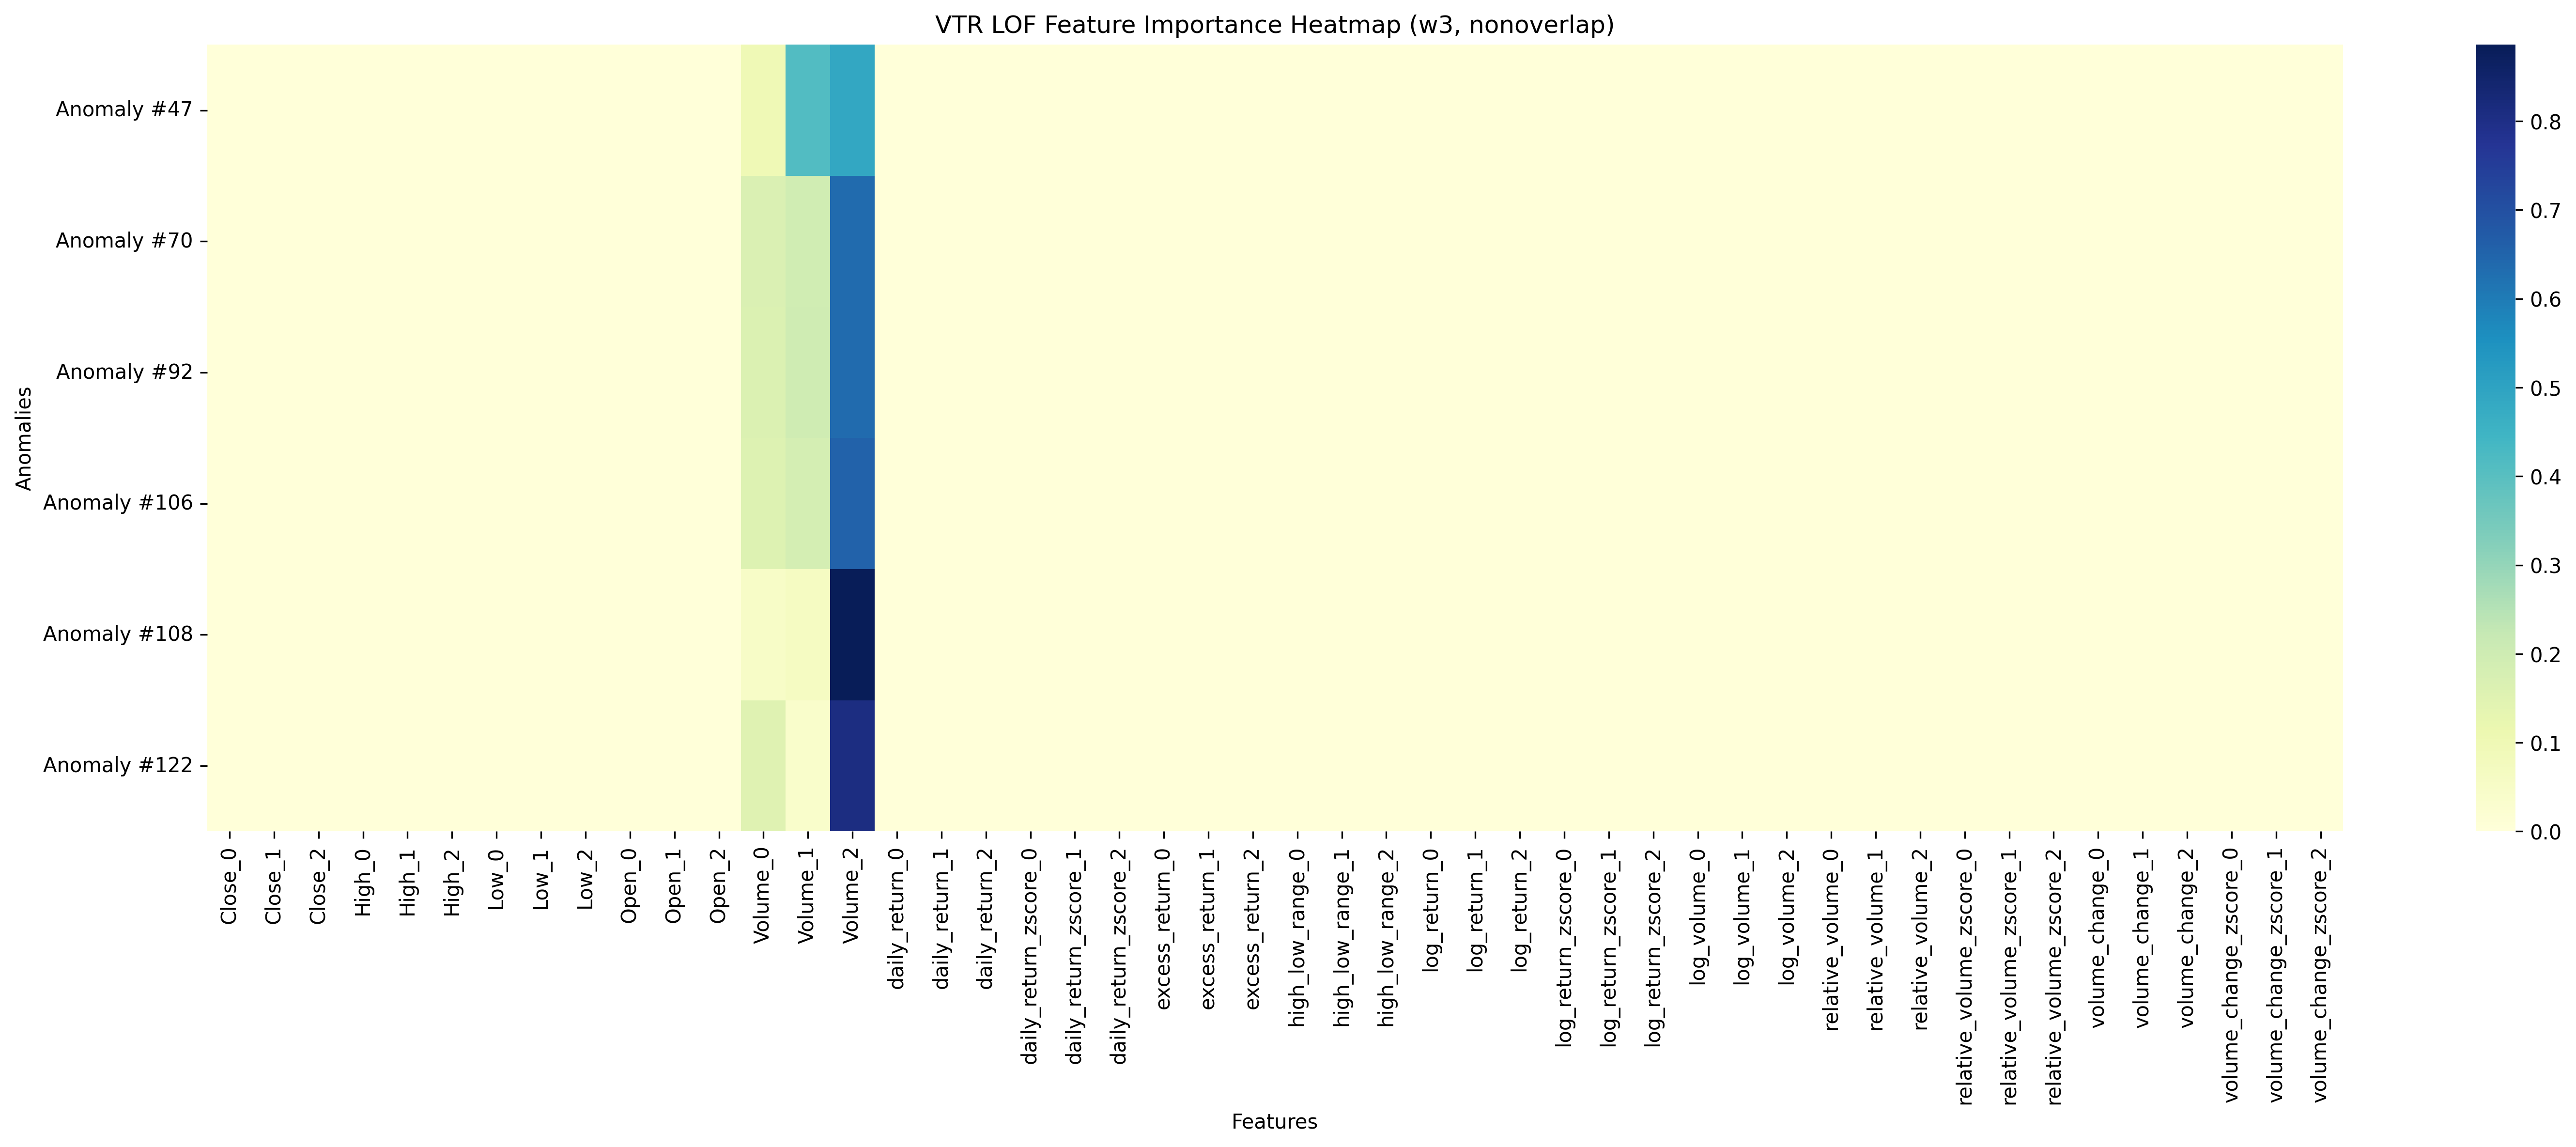 VTR LOF Feature Importance Heatmap (w3, nonoverlap)
Anomalies
Anomaly #47
Anomaly #70
Anomaly #92
Anomaly #106
Anomaly #108
Anomaly #122
0.8
0.7
0.6
0.5
0.4
0.3
0.2
0.1
0.0
Close_0
Close_1
Close_2
High_0
High_1
High_2
Low_0
Low_1
Low_2
Open_0
Open_1
Open_2
Volume_0
Volume_1
Volume_2
daily_return_0
daily_return_1
daily_return_2
daily_return_zscore_0
daily_return_zscore_1
daily_return_zscore_2
excess_return_0
excess_return_1
excess_return_2
high_low_range_0
high_low_range_1
high_low_range_2
log_return_0
log_return_1
log_return_2
log_return_zscore_0
log_return_zscore_1
log_return_zscore_2
log_volume_0
log_volume_1
log_volume_2
relative_volume_0
relative_volume_1
relative_volume_2
relative_volume_zscore_0
relative_volume_zscore_1
relative_volume_zscore_2
volume_change_0
volume_change_1
volume_change_2
volume_change_zscore_0
volume_change_zscore_1
volume_change_zscore_2
Features